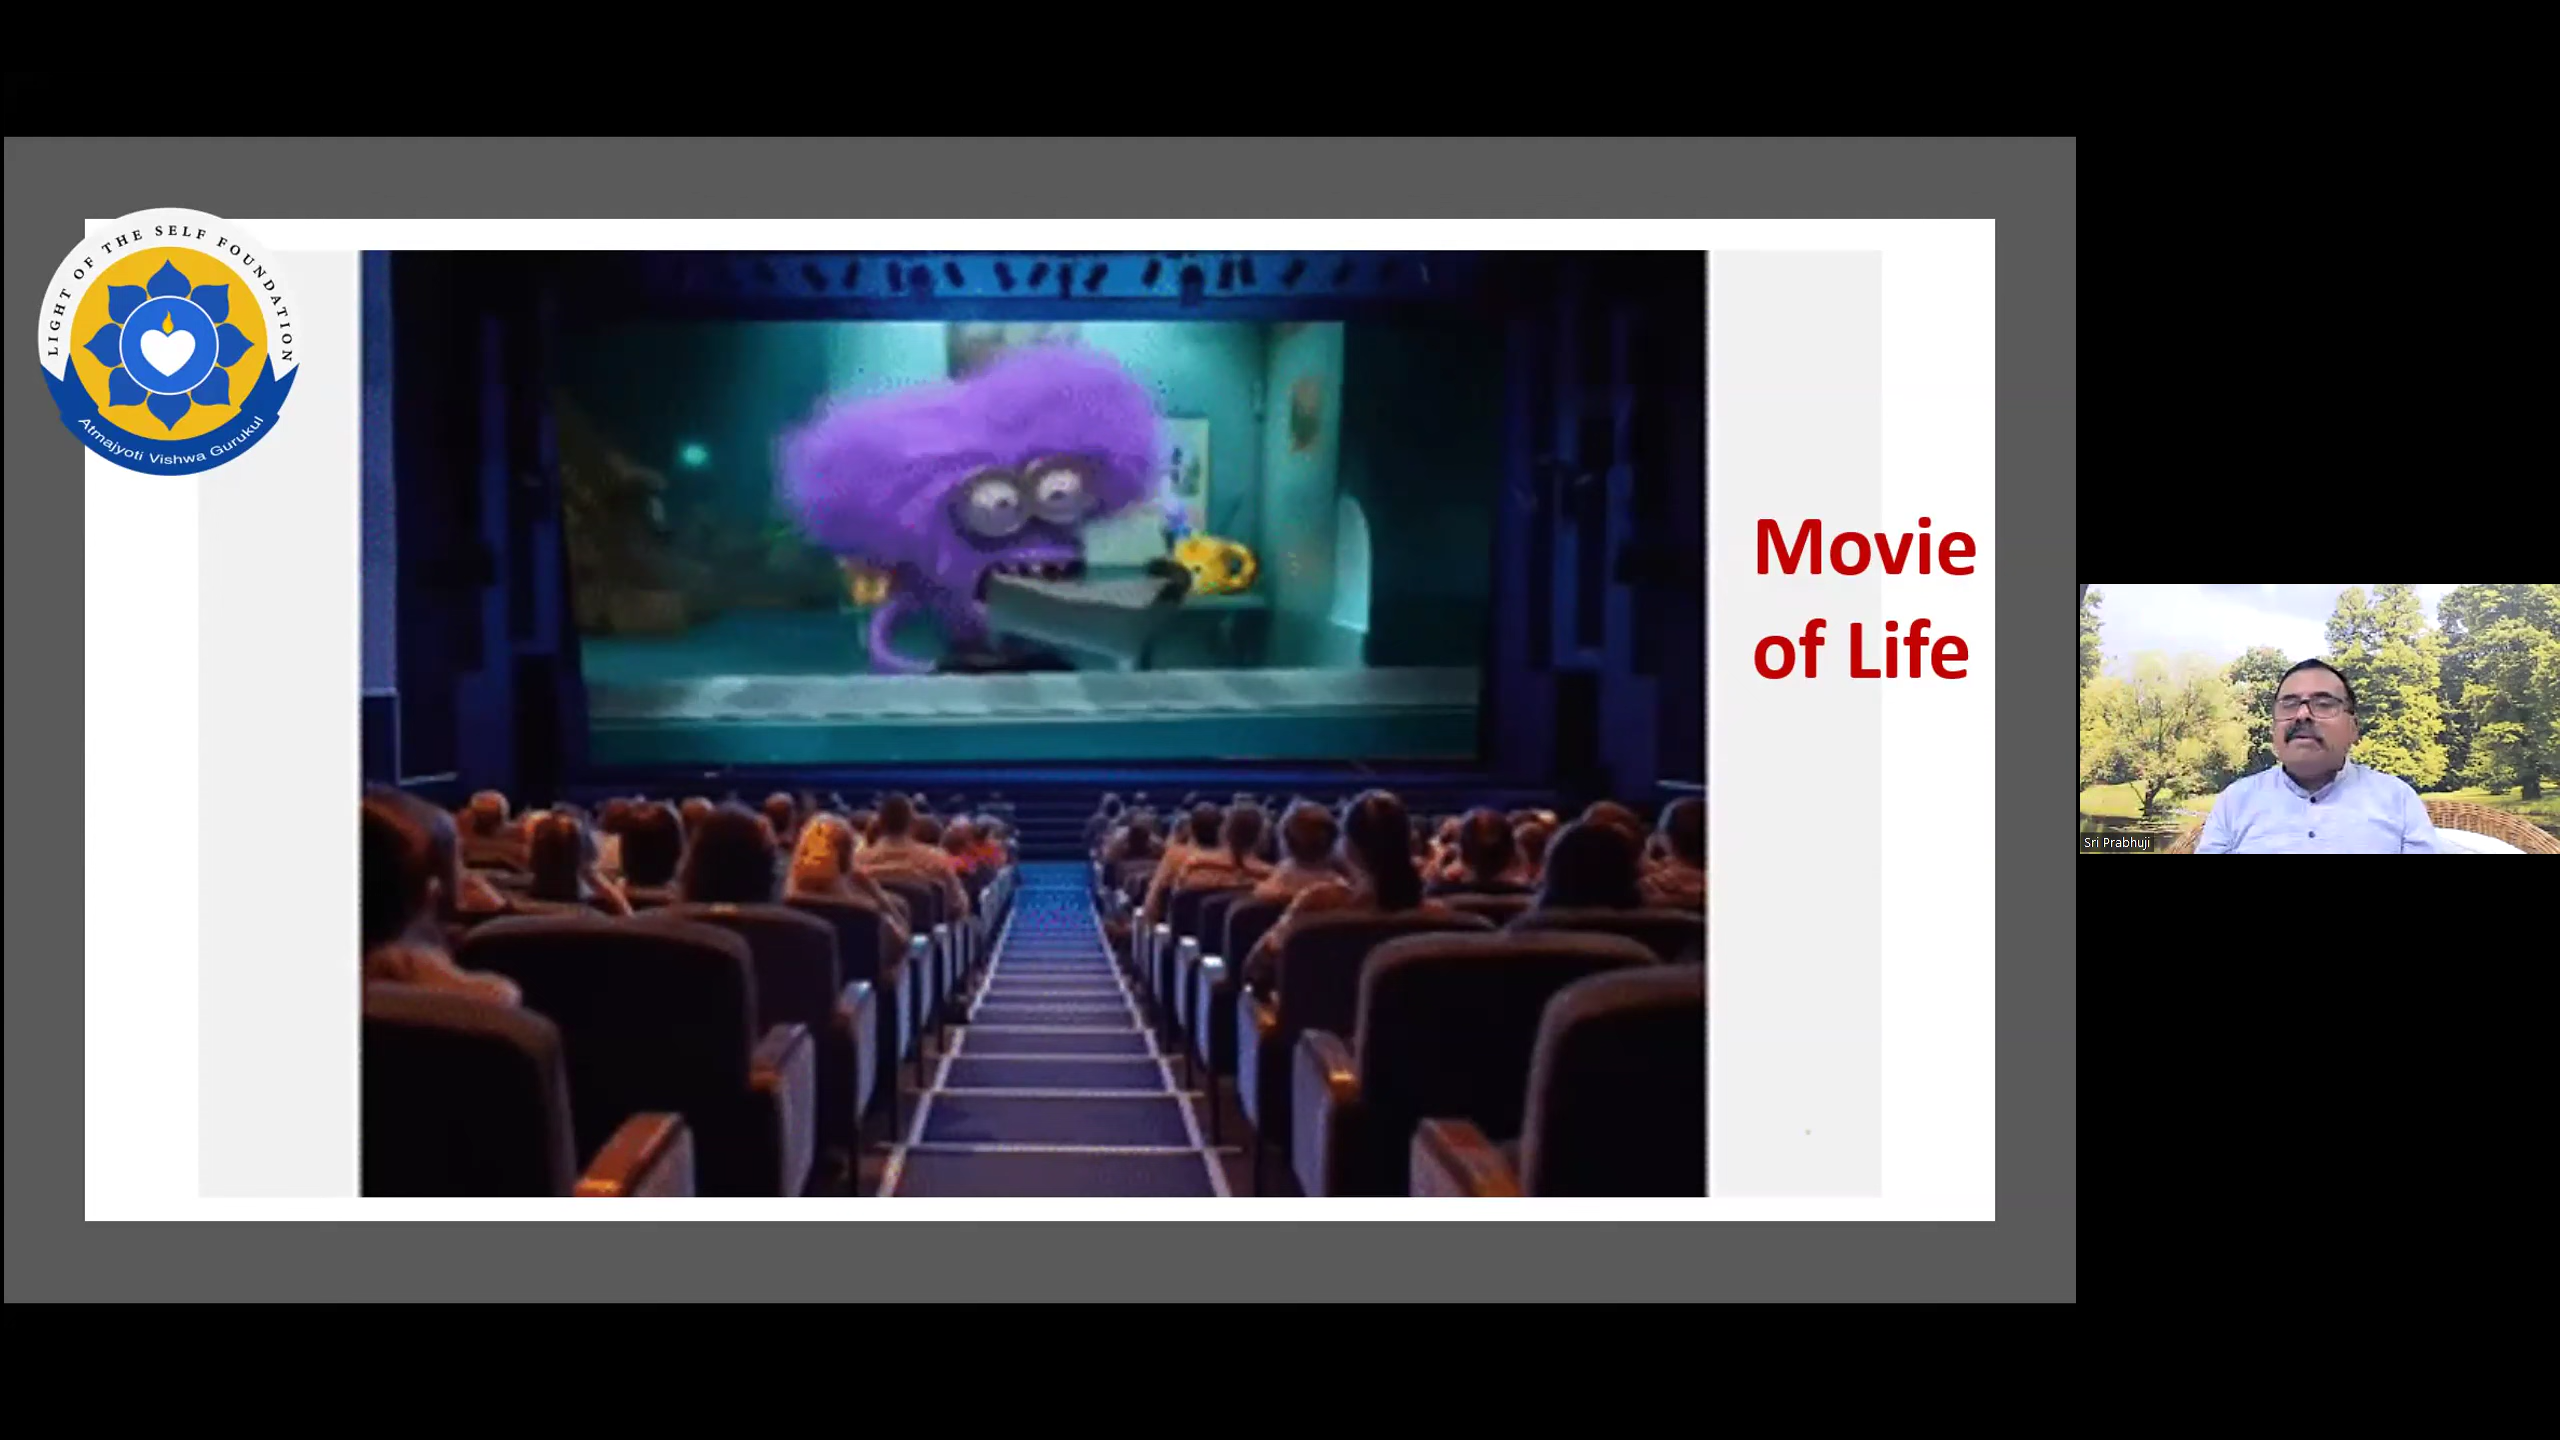 LIGHT OF THE SELF FOUNDATION
Atmajyoti Vishwa Gurukul
Movie
of Life
Sri Prabhuji